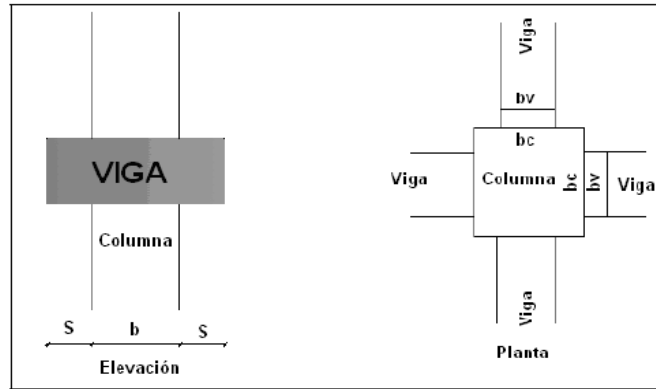 VIGA
Columna
S b S
Elevación
Viga
bv
bc
Viga Columna bc bv Viga
Viga
Planta